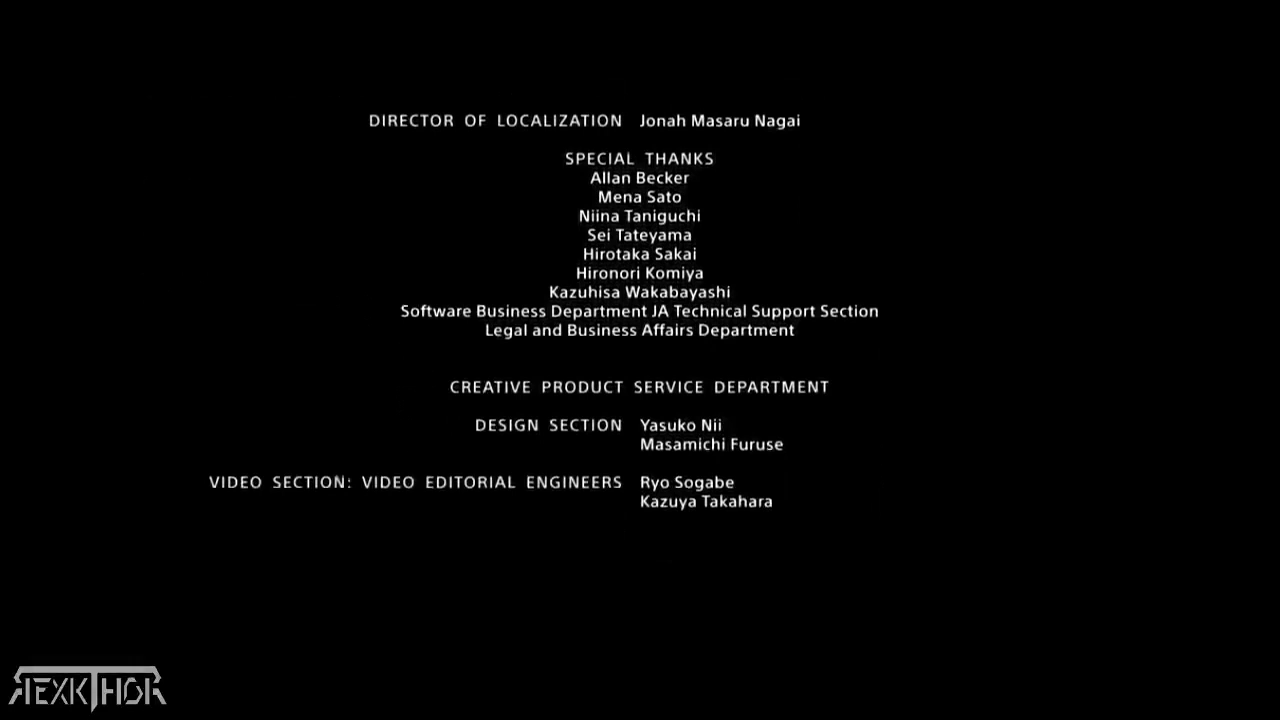 DIRECTOR OF LOCALIZATION Jonah Masaru Nagai
SPECIAL THANKS
Allan Becker
Mena Sato
Niina Taniguchi
Sei Tateyama
Hirotaka Sakai
Hironori Komiya
Kazuhisa Wakabayashi
Software Business Department JA Technical Support Section
Legal and Business Affairs Department
CREATIVE PRODUCT SERVICE DEPARTMENT
DESIGN SECTION Yasuko Nii
Masamichi Furuse
VIDEO SECTION: VIDEO EDITORIAL ENGINEERS Ryo Sogabe
Kazuya Takahara